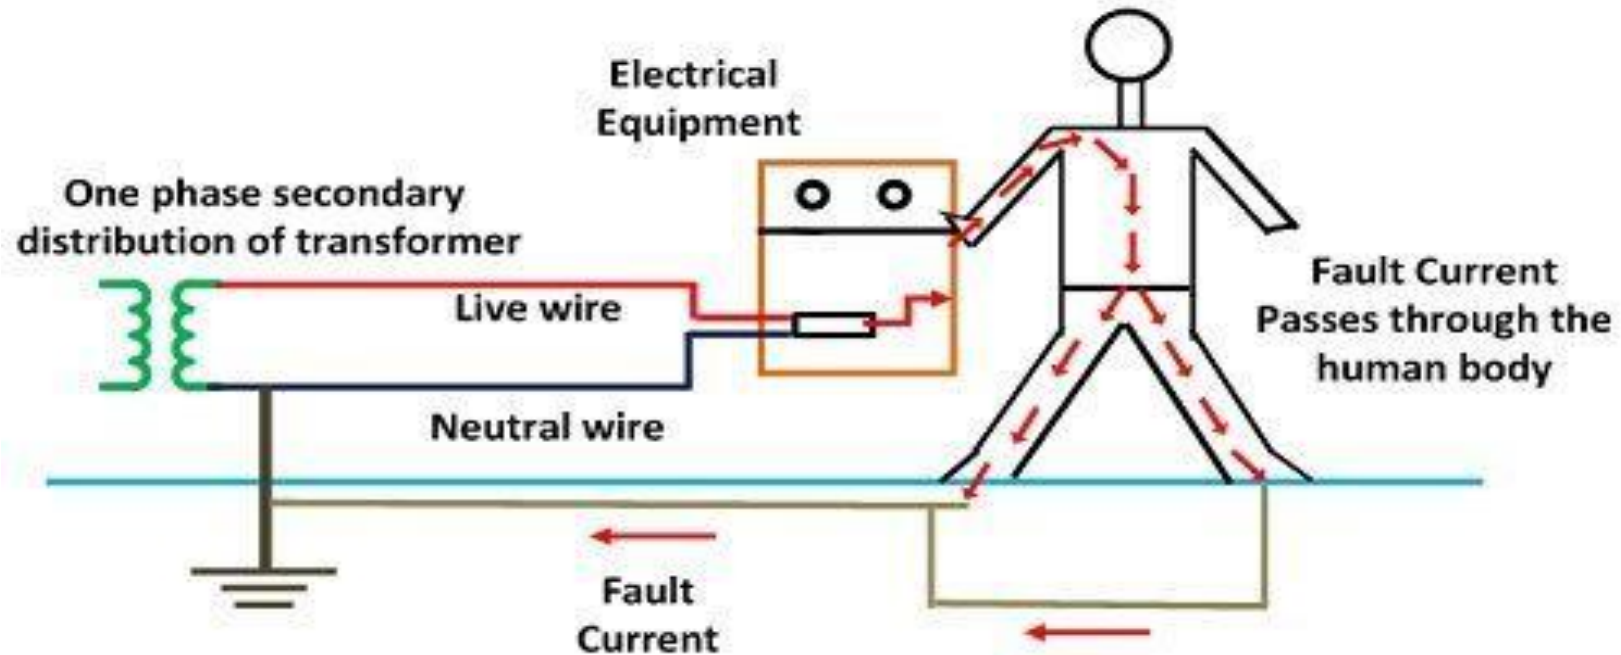 Electrical
Equipment
One phase secondary
distribution of transformer
Live wire
Neutral wire
Fault Current
Passes through the
human body
Fault
Current